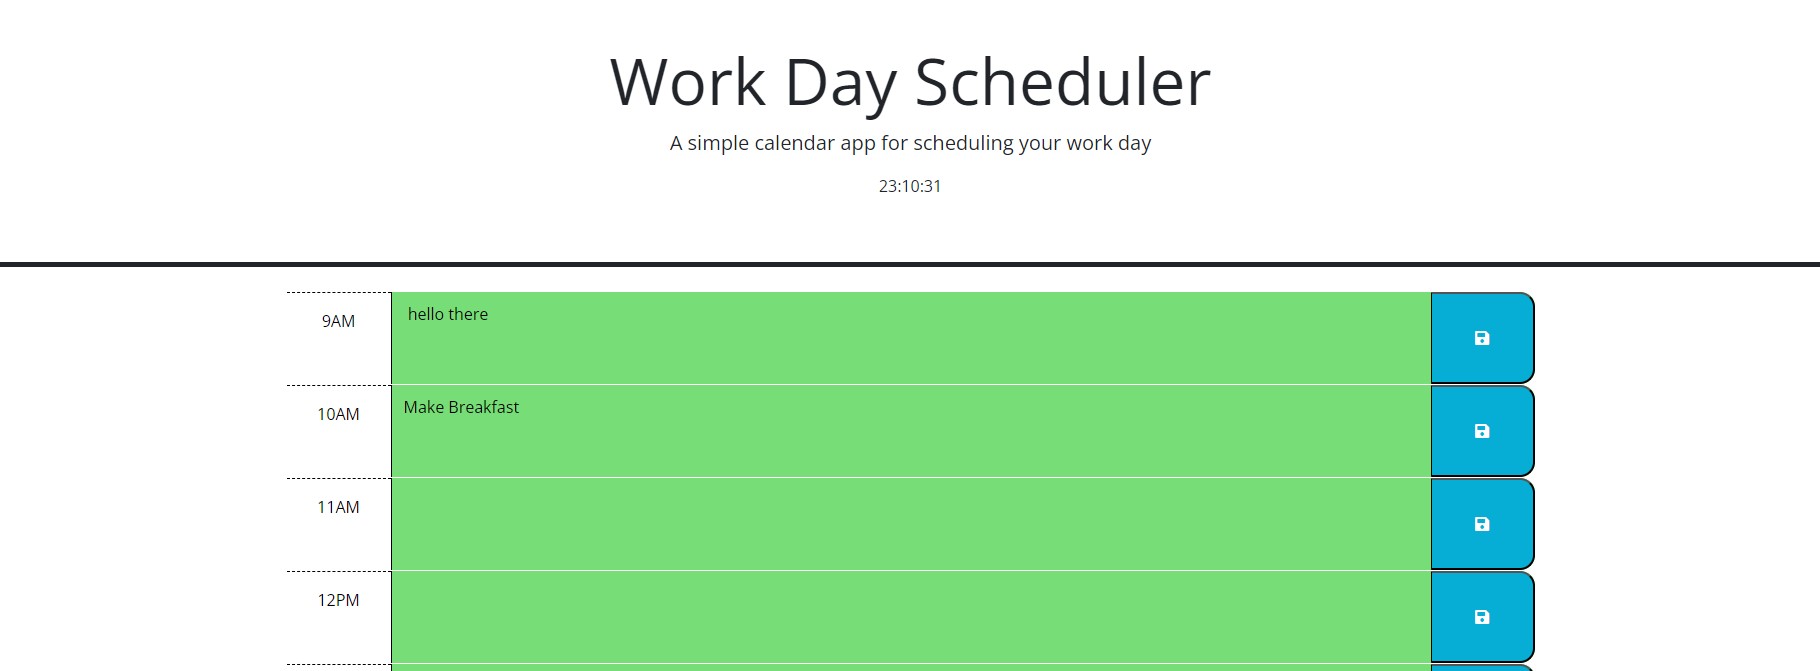 Work Day Scheduler
A simple calendar app for scheduling your work day
23:10:31
9AM hello there
10AM Make Breakfast
11AM
12PM